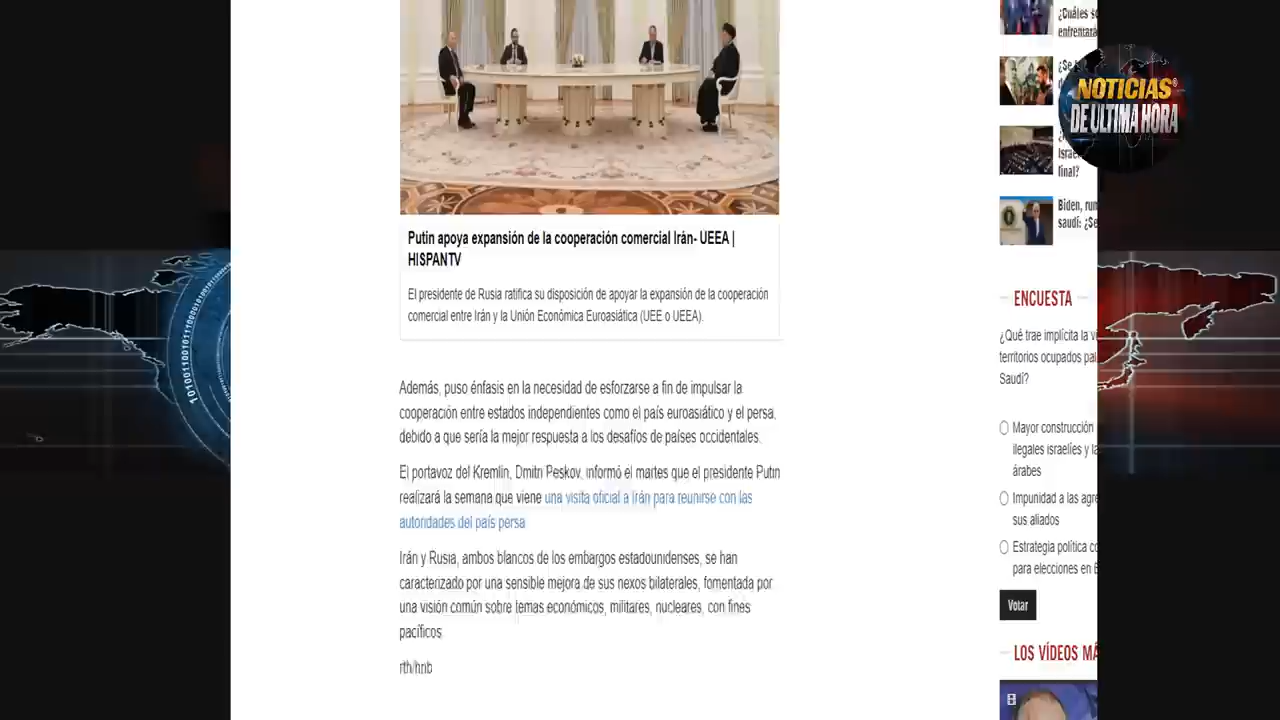 Putin apoya expansión de la cooperación comercial Irán- UEEA |
HISPANTV
El presidente de Rusia ratifica su disposición de apoyar la expansión de la cooperación
comercial entre Irán y la Unión Económica Euroasiática (UEE o UEEA).
Además, puso énfasis en la necesidad de esforzarse a fin de impulsar la
cooperación entre estados independientes como el país euroasiático y el persa,
debido a que sería la mejor respuesta a los desafíos de países occidentales.
El portavoz del Kremlin, Dmitri Peskov, informó el martes que el presidente Putin
realizará la semana que viene una visita oficial a Irán para reunirse con las
autoridades del país persa
Irán y Rusia, ambos blancos de los embargos estadounidenses, se han
caracterizado por una sensible mejora de sus nexos bilaterales, fomentada por
una visión común sobre temas económicos, militares, nucleares, con fines
pacíficos
rth/hnb
¿Cuáles
enfrentará
¿Se
NOTICIAS
DE ULTIMA HORA
Israe
final?
Biden, rum
saudí: ¿Se
ENCUESTA
¿Qué trae implícita la vi
territorios ocupados pal
Saudí?
Mayor construcción
ilegales israelíes y la
árabes
Impunidad a las agre
sus aliados
Estrategia política co
para elecciones en E
Votar
LOS VÍDEOS MÁ
101001100101100010101